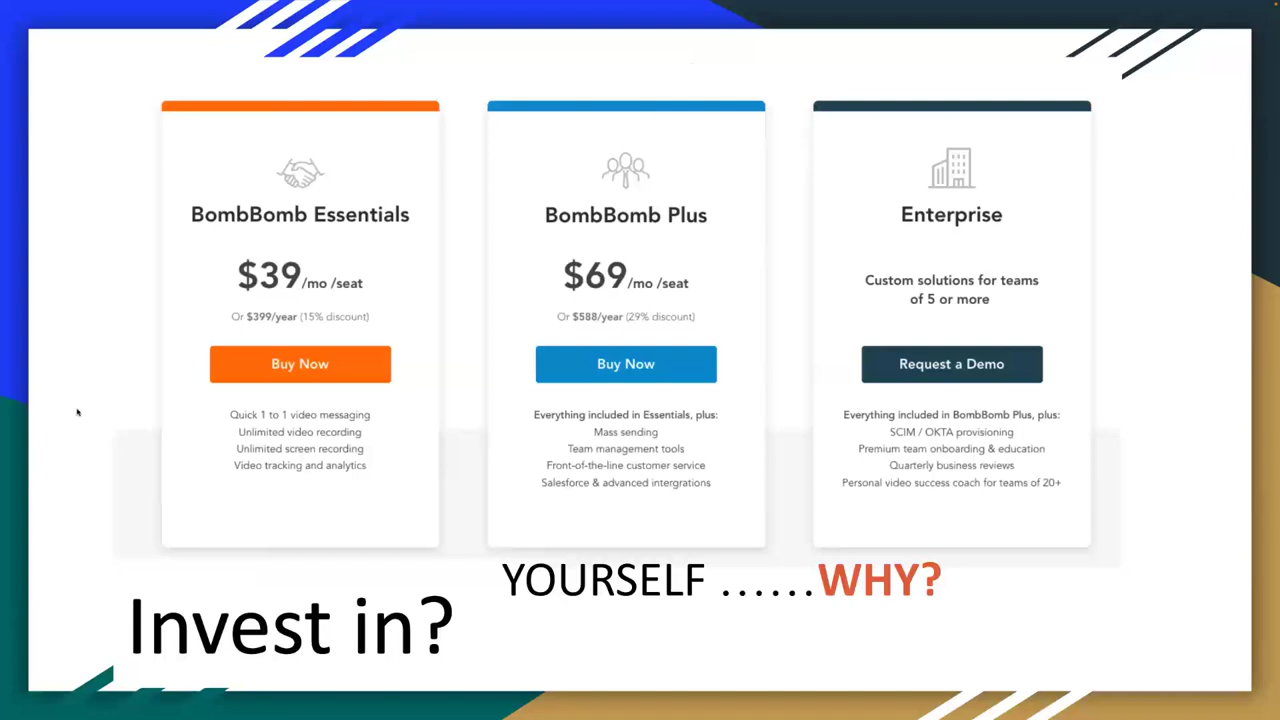 BombBomb Essentials
$39/mo /seat
Or $399/year (15% discount)
Buy Now
Quick 1 to 1 video messaging
Unlimited video recording
Unlimited screen recording
Video tracking and analytics
BombBomb Plus
$69/mo /seat
Or $588/year (29% discount)
Buy Now
Everything included in Essentials, plus:
Mass sending
Team management tools
Front-of-the-line customer service
Salesforce & advanced intergrations
Enterprise
Custom solutions for teams
of 5 or more
Request a Demo
Everything included in BombBomb Plus, plus:
SCIM / OKTA provisioning
Premium team onboarding & education
Quarterly business reviews
Personal video success coach for teams of 20+
YOURSELF ......WHY?
Invest in?